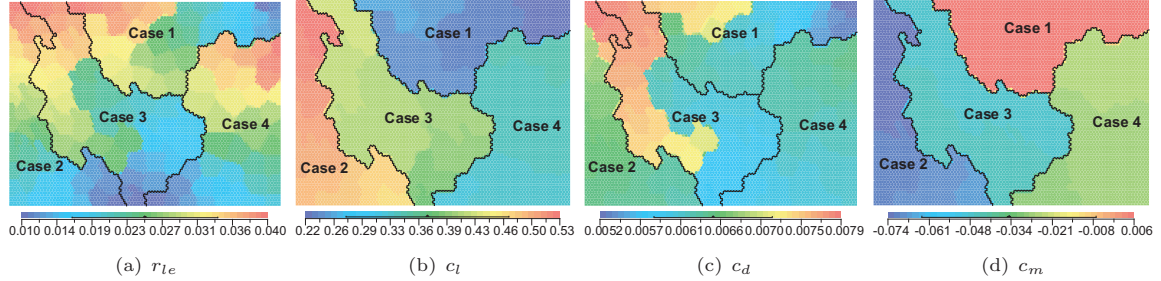 Case 1
Case 3
Case 4
Case 2
0.010 0.014 0.019 0.023 0.027 0.031 0.036 0.040
(a) r_le
Case 1
Case 3
Case 4
Case 2
0.22 0.26 0.29 0.33 0.36 0.39 0.43 0.46 0.50 0.53
(b) c_l
Case 1
Case 3
Case 4
Case 2
0.0052 0.0057 0.0061 0.0066 0.0070 0.0075 0.0079
(c) c_d
Case 1
Case 3
Case 4
Case 2
-0.074 -0.061 -0.048 -0.034 -0.021 -0.008 0.006
(d) c_m